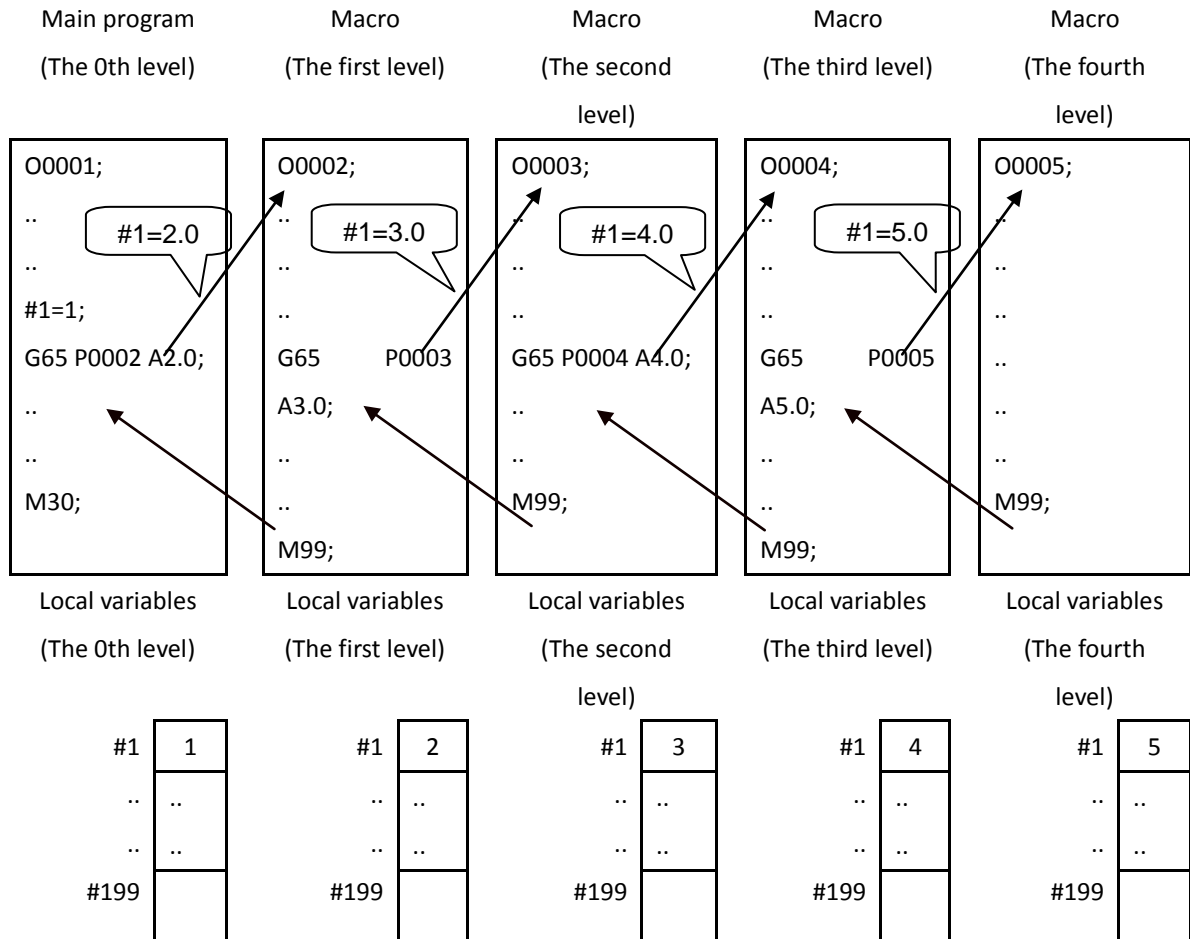 Main program
(The 0th level)
Macro
(The first level)
Macro
(The second
level)
Macro
(The third level)
Macro
(The fourth
level)
O0001;
..
..
#1=1;
G65 P0002 A2.0;
..
..
M30;
#1=2.0
O0002;
..
..
..
G65 P0003
A3.0;
..
..
M99;
#1=3.0
O0003;
..
..
..
G65 P0004 A4.0;
..
..
M99;
#1=4.0
O0004;
..
..
..
G65 P0005
A5.0;
..
..
M99;
#1=5.0
O0005;
..
..
..
..
..
..
M99;
Local variables
(The 0th level)
Local variables
(The first level)
Local variables
(The second
level)
Local variables
(The third level)
Local variables
(The fourth
level)
#1 1
.. ..
.. ..
#199
#1 2
.. ..
.. ..
#199
#1 3
.. ..
.. ..
#199
#1 4
.. ..
.. ..
#199
#1 5
.. ..
.. ..
#199